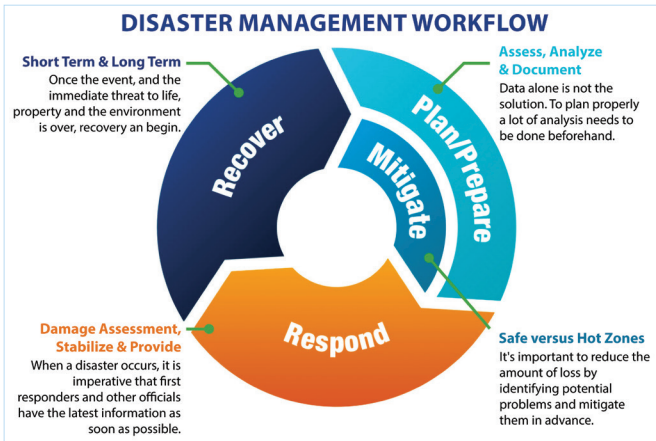 DISASTER MANAGEMENT WORKFLOW
Short Term & Long Term
Once the event, and the
immediate threat to life,
property and the environment
is over, recovery an begin.
Assess, Analyze
& Document
Data alone is not the
solution. To plan properly
a lot of analysis needs to
be done beforehand.
Recover
Plan/Prepare
Mitigate
Respond
Damage Assessment,
Stabilize & Provide
When a disaster occurs, it is
imperative that first
responders and other officials
have the latest information as
soon as possible.
Safe versus Hot Zones
It's important to reduce the
amount of loss by
identifying potential
problems and mitigate
them in advance.